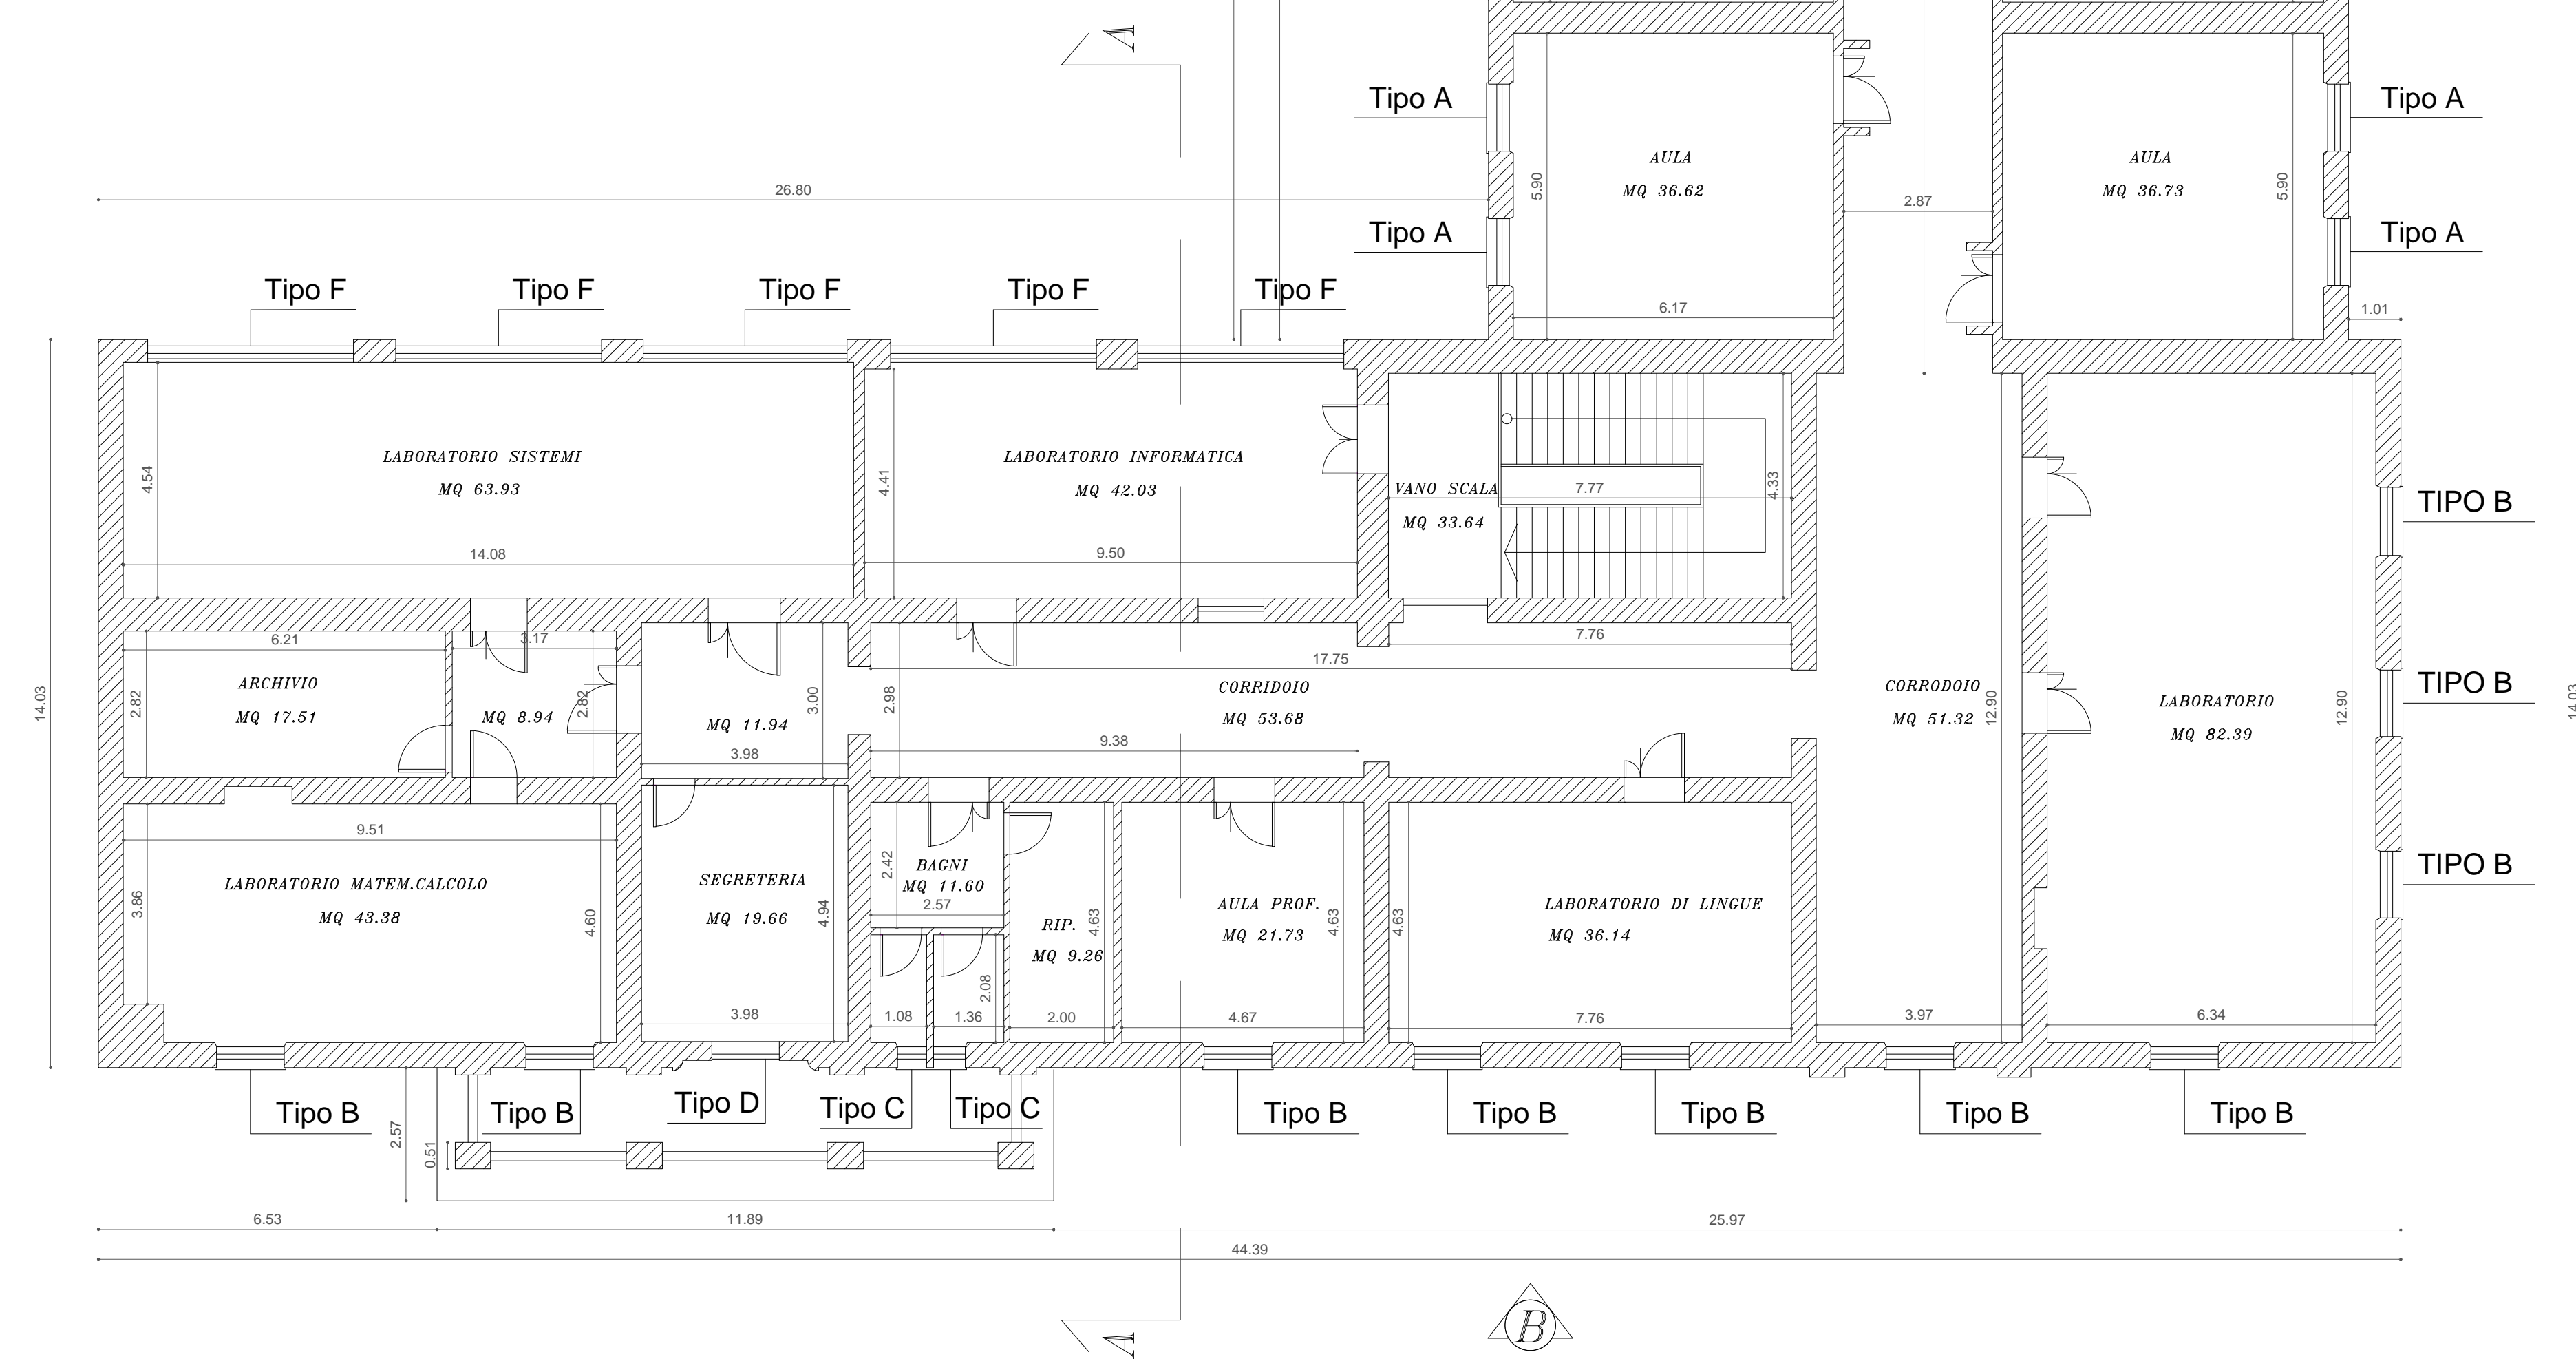 A
Tipo A
Tipo A
AULA
AULA
MQ 36.62
MQ 36.73
5.90
5.90
26.80
2.87
Tipo A
Tipo A
Tipo F
Tipo F
Tipo F
Tipo F
Tipo F
6.17
1.01
LABORATORIO SISTEMI
MQ 63.93
4.54
14.08
LABORATORIO INFORMATICA
MQ 42.03
4.41
9.50
VANO SCALA
MQ 33.64
7.77
4.33
TIPO B
6.21
3.17
ARCHIVIO
MQ 17.51
2.82
MQ 8.94
2.82
MQ 11.94
3.00
3.98
7.76
17.75
2.98
CORRIDOIO
MQ 53.68
9.38
CORRODOIO
MQ 51.32
12.90
LABORATORIO
MQ 82.39
12.90
TIPO B
14.03
14.03
9.51
LABORATORIO MATEM.CALCOLO
MQ 43.38
3.86
4.60
SEGRETERIA
MQ 19.66
4.94
3.98
2.42
BAGNI
MQ 11.60
2.57
2.08
1.08
1.36
RIP.
MQ 9.26
4.63
2.00
AULA PROF.
MQ 21.73
4.63
4.67
4.63
LABORATORIO DI LINGUE
MQ 36.14
7.76
3.97
6.34
TIPO B
Tipo B
Tipo B
Tipo D
Tipo C
Tipo C
Tipo B
Tipo B
Tipo B
Tipo B
Tipo B
2.57
0.51
6.53
11.89
25.97
44.39
A
B